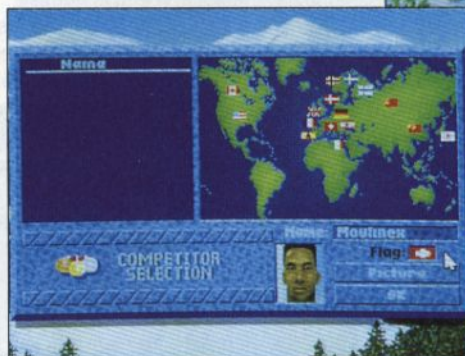 Name
Name: Moulinex
Flag:
COMPETITOR
SELECTION
Picture
OK